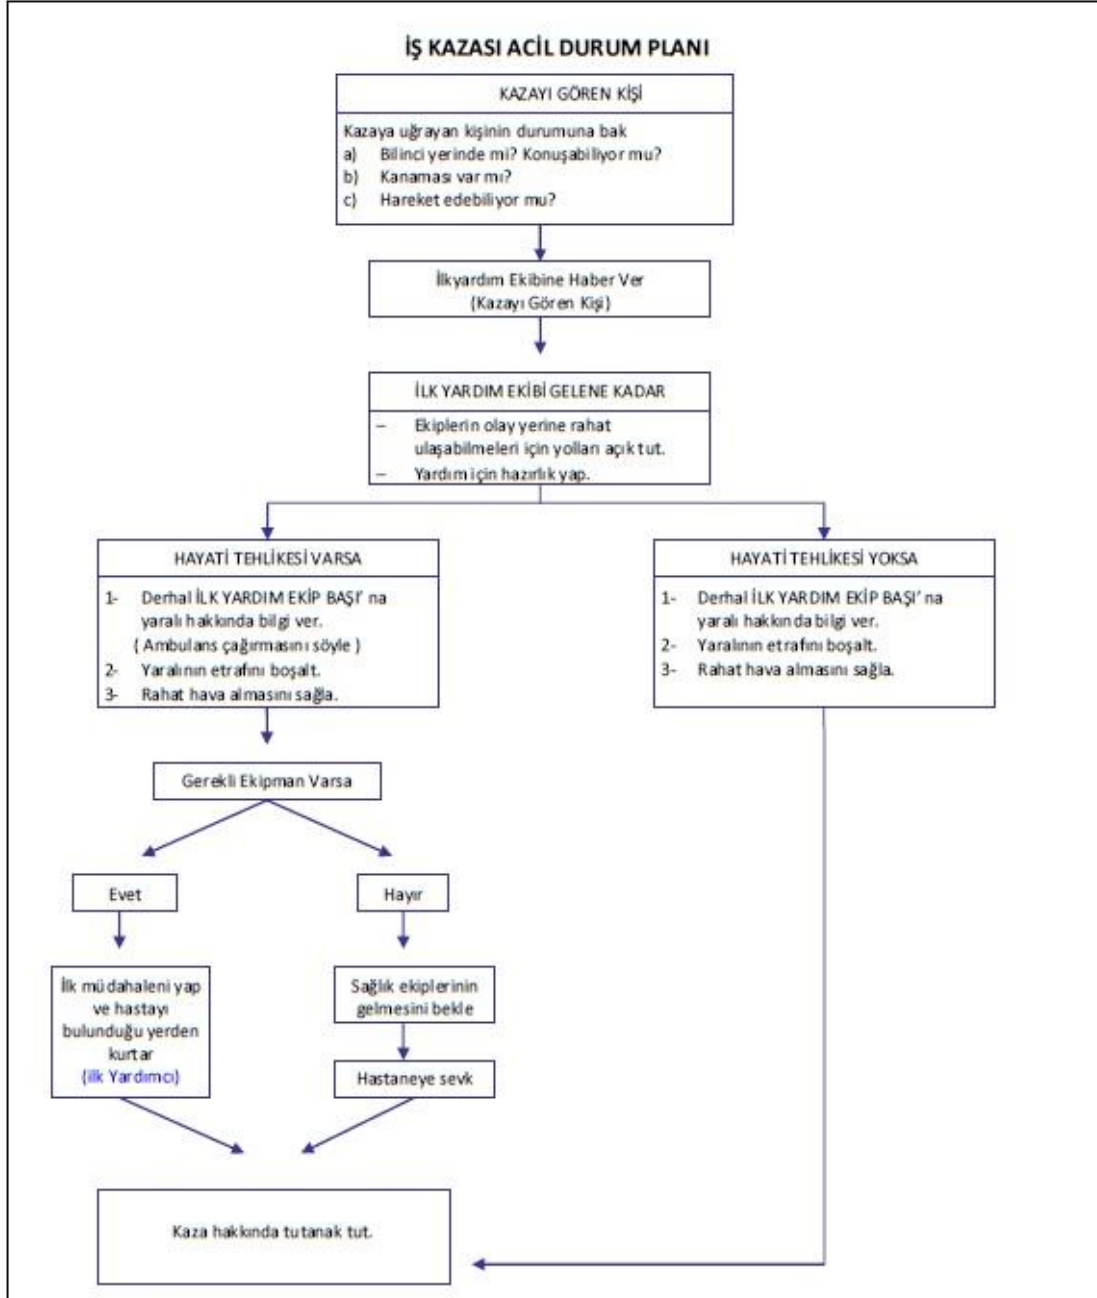 İŞ KAZASI ACİL DURUM PLANI
KAZAYI GÖREN KİŞİ
Kazaya uğrayan kişinin durumuna bak
a) Bilinci yerinde mi? Konuşabiliyor mu?
b) Kanaması var mı?
c) Hareket edebiliyor mu?
İlkyardım Ekibine Haber Ver
(Kazayı Gören Kişi)
İLK YARDIM EKİBİ GELENE KADAR
– Ekiplerin olay yerine rahat
ulaşabilmeleri için yolları açık tut.
– Yardım için hazırlık yap.
HAYATİ TEHLİKESİ VARSA
1- Derhal İLK YARDIM EKİP BAŞI' na
yaralı hakkında bilgi ver.
( Ambulans çağırmasını söyle )
2- Yaralının etrafını boşalt.
3- Rahat hava almasını sağla.
HAYATİ TEHLİKESİ YOKSA
1- Derhal İLK YARDIM EKİP BAŞI' na
yaralı hakkında bilgi ver.
2- Yaralının etrafını boşalt.
3- Rahat hava almasını sağla.
Gerekli Ekipman Varsa
Evet
Hayır
İlk müdahaleni yap
ve hastayı
bulunduğu yerden
kurtar
(ilk Yardımcı)
Sağlık ekiplerinin
gelmesini bekle
Hastaneye sevk
Kaza hakkında tutanak tut.